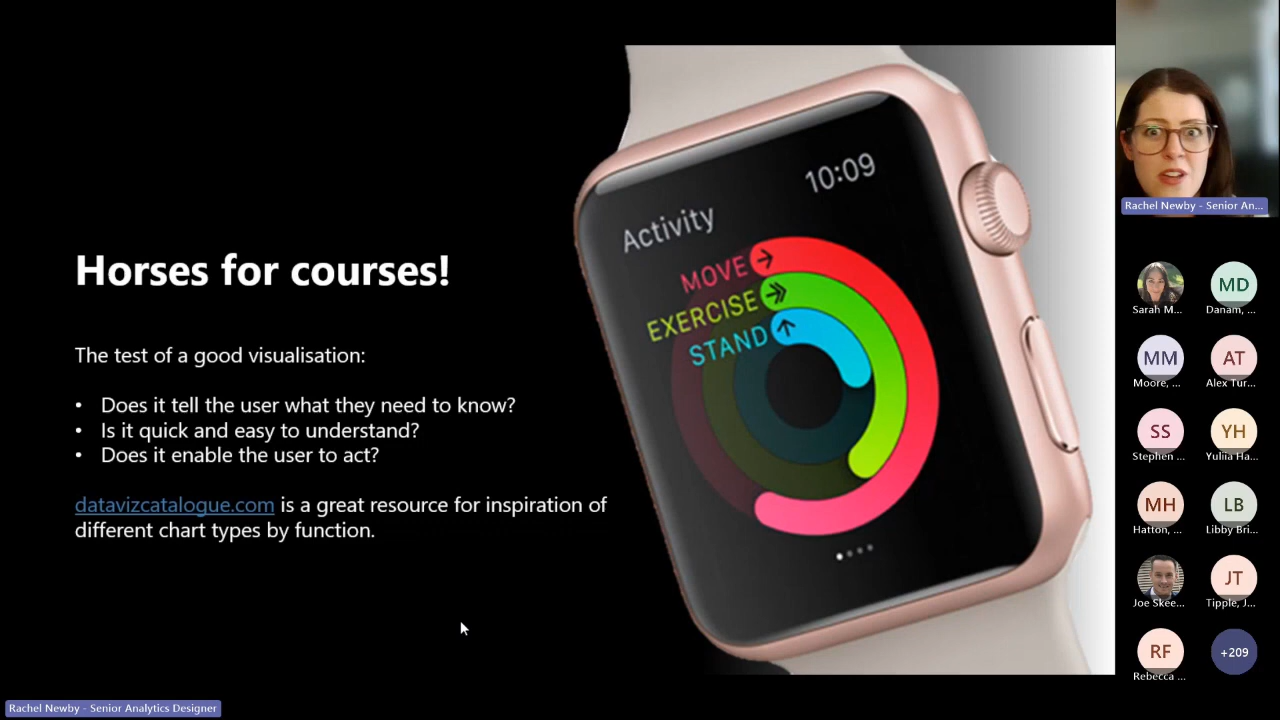 Horses for courses!
The test of a good visualisation:
• Does it tell the user what they need to know?
• Is it quick and easy to understand?
• Does it enable the user to act?
datavizcatalogue.com is a great resource for inspiration of
different chart types by function.
10:09
Activity
MOVE
EXERCISE
STAND
Rachel Newby - Senior An...
Sarah M...
MD
Danam, ...
MM
Moore, ...
AT
Alex Tur...
SS
Stephen ...
YH
Yuliia Ha...
MH
Hatton, ...
LB
Libby Bri...
Joe Skee...
JT
Tipple, J...
RF
Rebecca ...
+209
Rachel Newby - Senior Analytics Designer